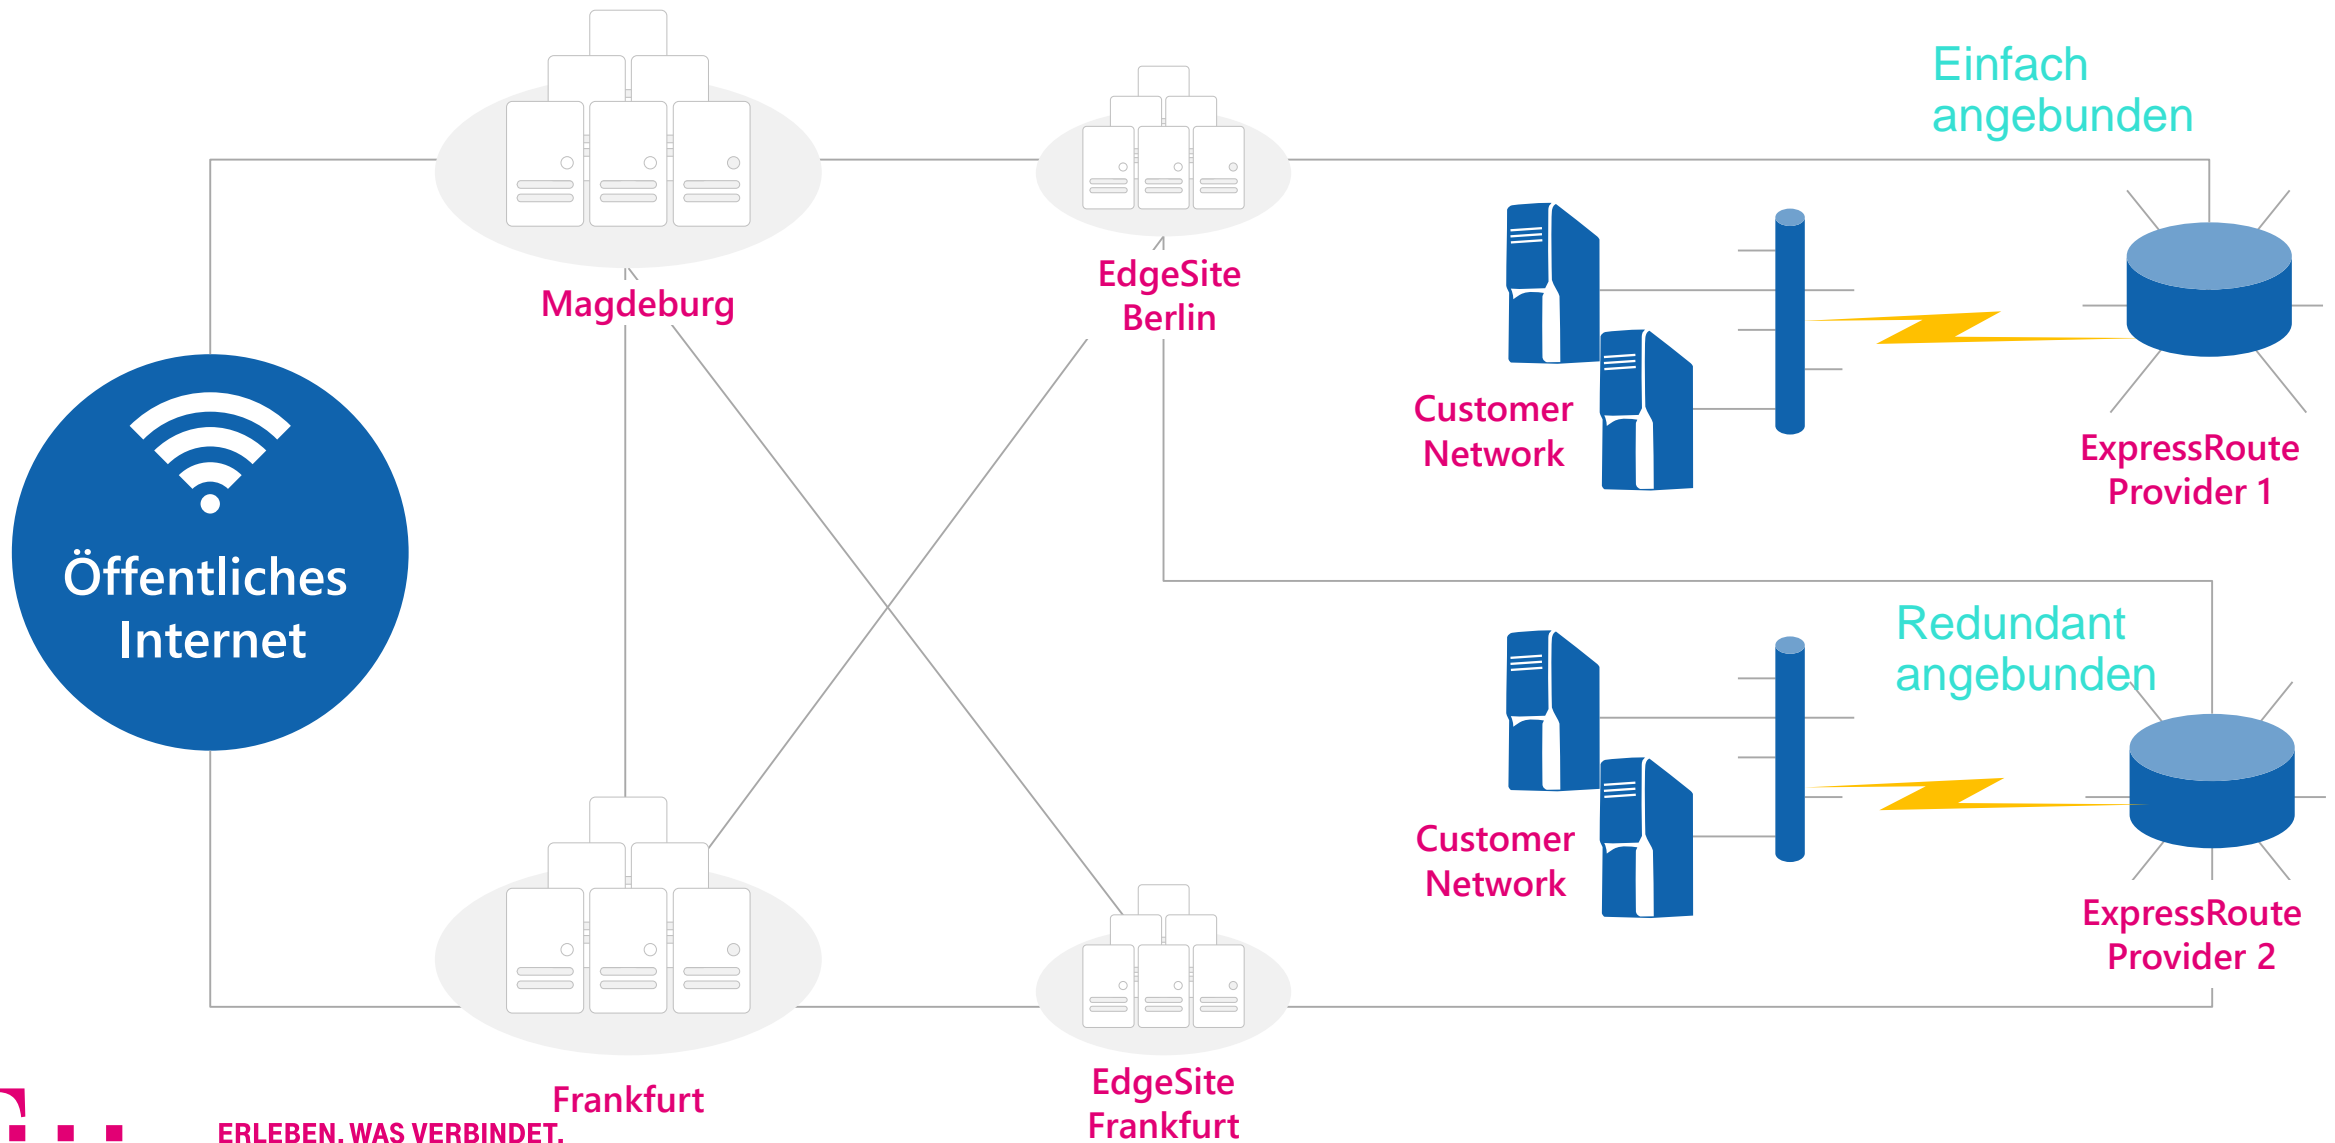 Einfach
angebunden
EdgeSite
Berlin
Magdeburg
Customer
Network
ExpressRoute
Provider 1
Öffentliches
Internet
Redundant
angebunden
Customer
Network
ExpressRoute
Provider 2
Frankfurt
EdgeSite
Frankfurt
ERLEBEN. WAS VERBINDET.